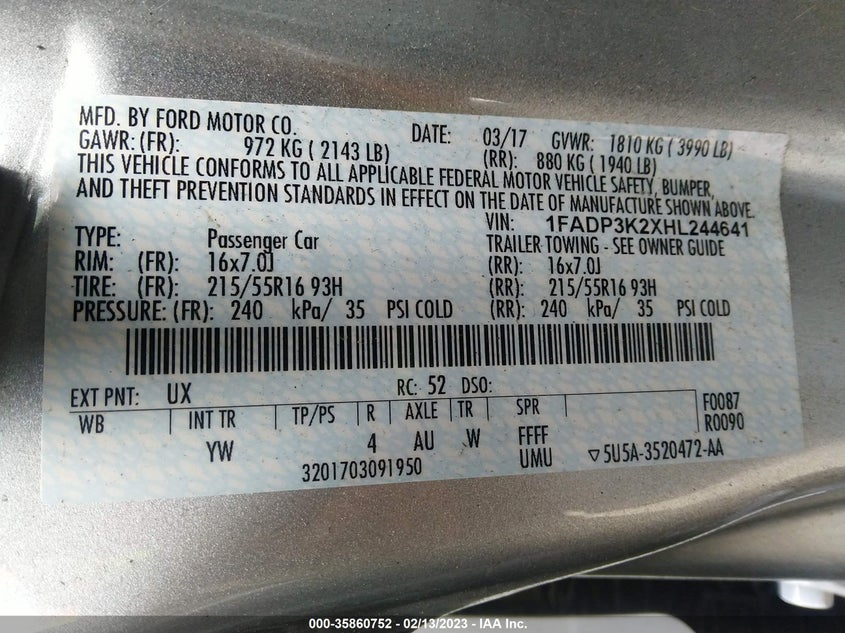 MFD. BY FORD MOTOR CO. DATE: 03/17 GVWR: 1810 KG ( 3990 LB)
GAWR: (FR): 972 KG ( 2143 LB) (RR): 880 KG ( 1940 LB)
THIS VEHICLE CONFORMS TO ALL APPLICABLE FEDERAL MOTOR VEHICLE SAFETY, BUMPER,
AND THEFT PREVENTION STANDARDS IN EFFECT ON THE DATE OF MANUFACTURE SHOWN ABOVE.
VIN: 1FADP3K2XHL244641
TYPE: Passenger Car TRAILER TOWING - SEE OWNER GUIDE
RIM: (FR): 16x7.0J (RR): 16x7.0J
TIRE: (FR): 215/55R16 93H (RR): 215/55R16 93H
PRESSURE: (FR): 240 kPa/ 35 PSI COLD (RR): 240 kPa/ 35 PSI COLD
EXT PNT: UX RC: 52 DSO:
WB INT TR TP/PS R AXLE TR SPR F0087
R0090
YW 4 AU W FFFF
UMU
3201703091950 ▽5U5A-3520472-AA
000-35860752 - 02/13/2023 - IAA Inc.